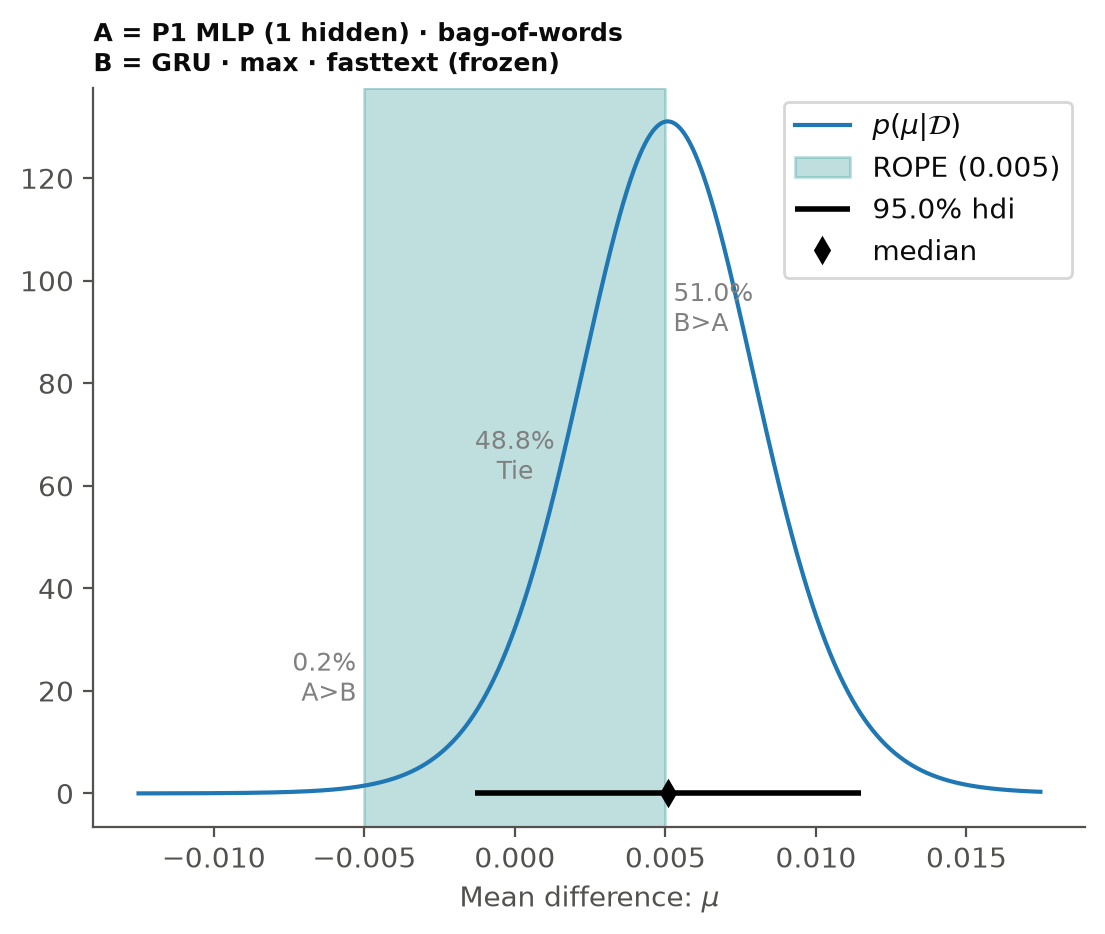 A = P1 MLP (1 hidden) · bag-of-words
B = GRU · max · fasttext (frozen)
p(μ|𝒟)
ROPE (0.005)
95.0% hdi
median
120
100
80
60
40
20
0
51.0%
B>A
48.8%
Tie
0.2%
A>B
−0.010
−0.005
0.000
0.005
0.010
0.015
Mean difference: μ